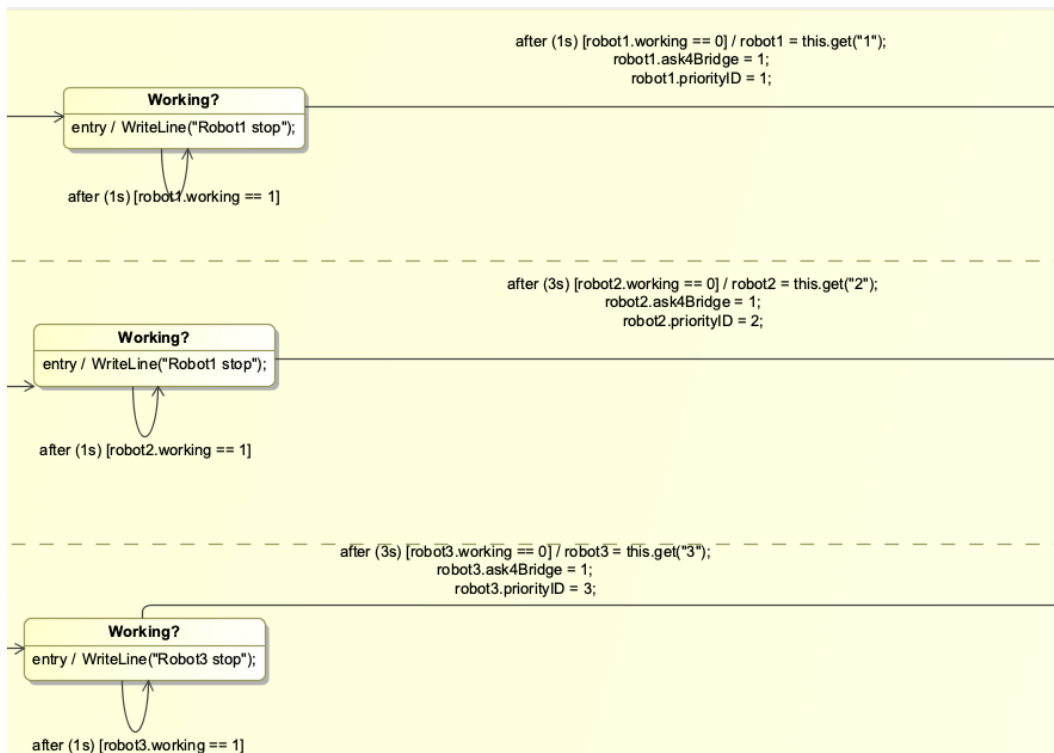 after (1s) [robot1.working == 0] / robot1 = this.get("1");
robot1.ask4Bridge = 1;
robot1.priorityID = 1;
Working?
entry / WriteLine("Robot1 stop");
after (1s) [robot1.working == 1]
after (3s) [robot2.working == 0] / robot2 = this.get("2");
robot2.ask4Bridge = 1;
robot2.priorityID = 2;
Working?
entry / WriteLine("Robot1 stop");
after (1s) [robot2.working == 1]
after (3s) [robot3.working == 0] / robot3 = this.get("3");
robot3.ask4Bridge = 1;
robot3.priorityID = 3;
Working?
entry / WriteLine("Robot3 stop");
after (1s) [robot3.working == 1]